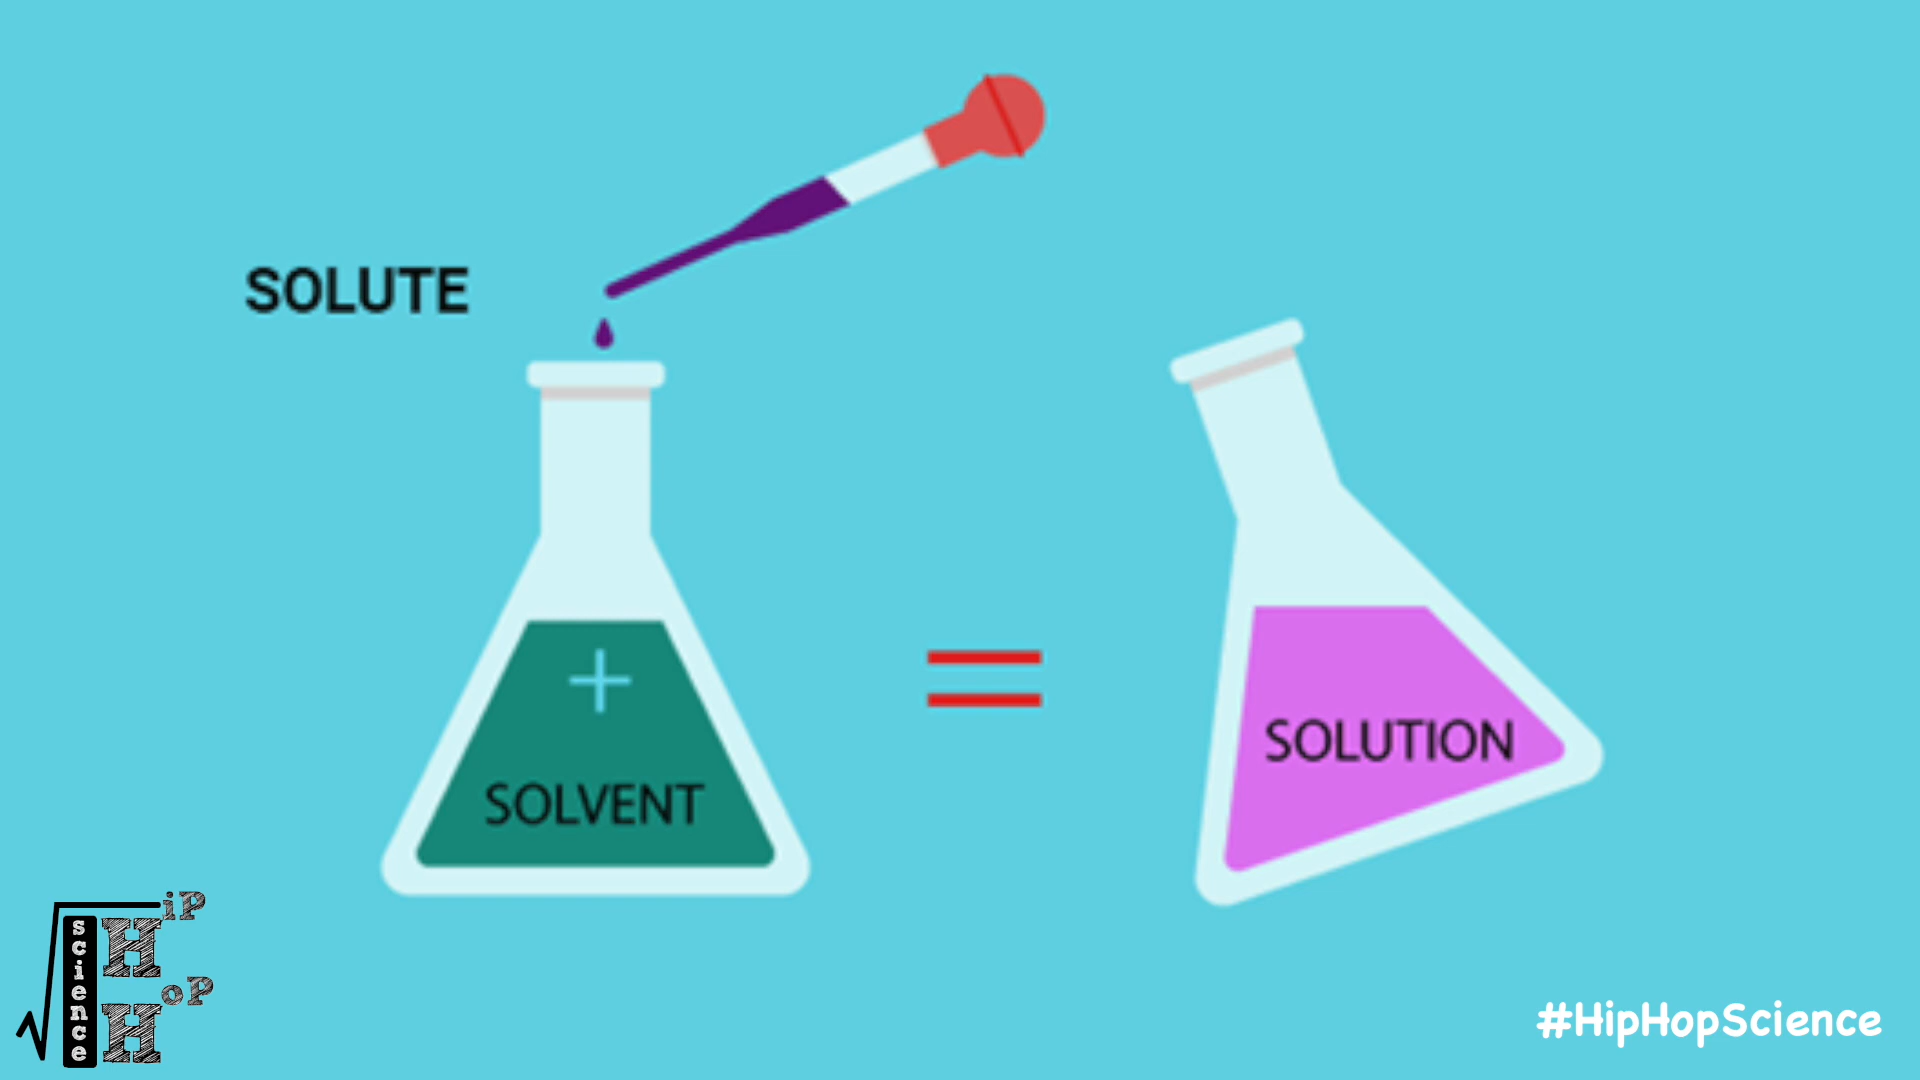 SOLUTE
+
SOLVENT
=
SOLUTION
science
HiP
HoP
#HipHopScience